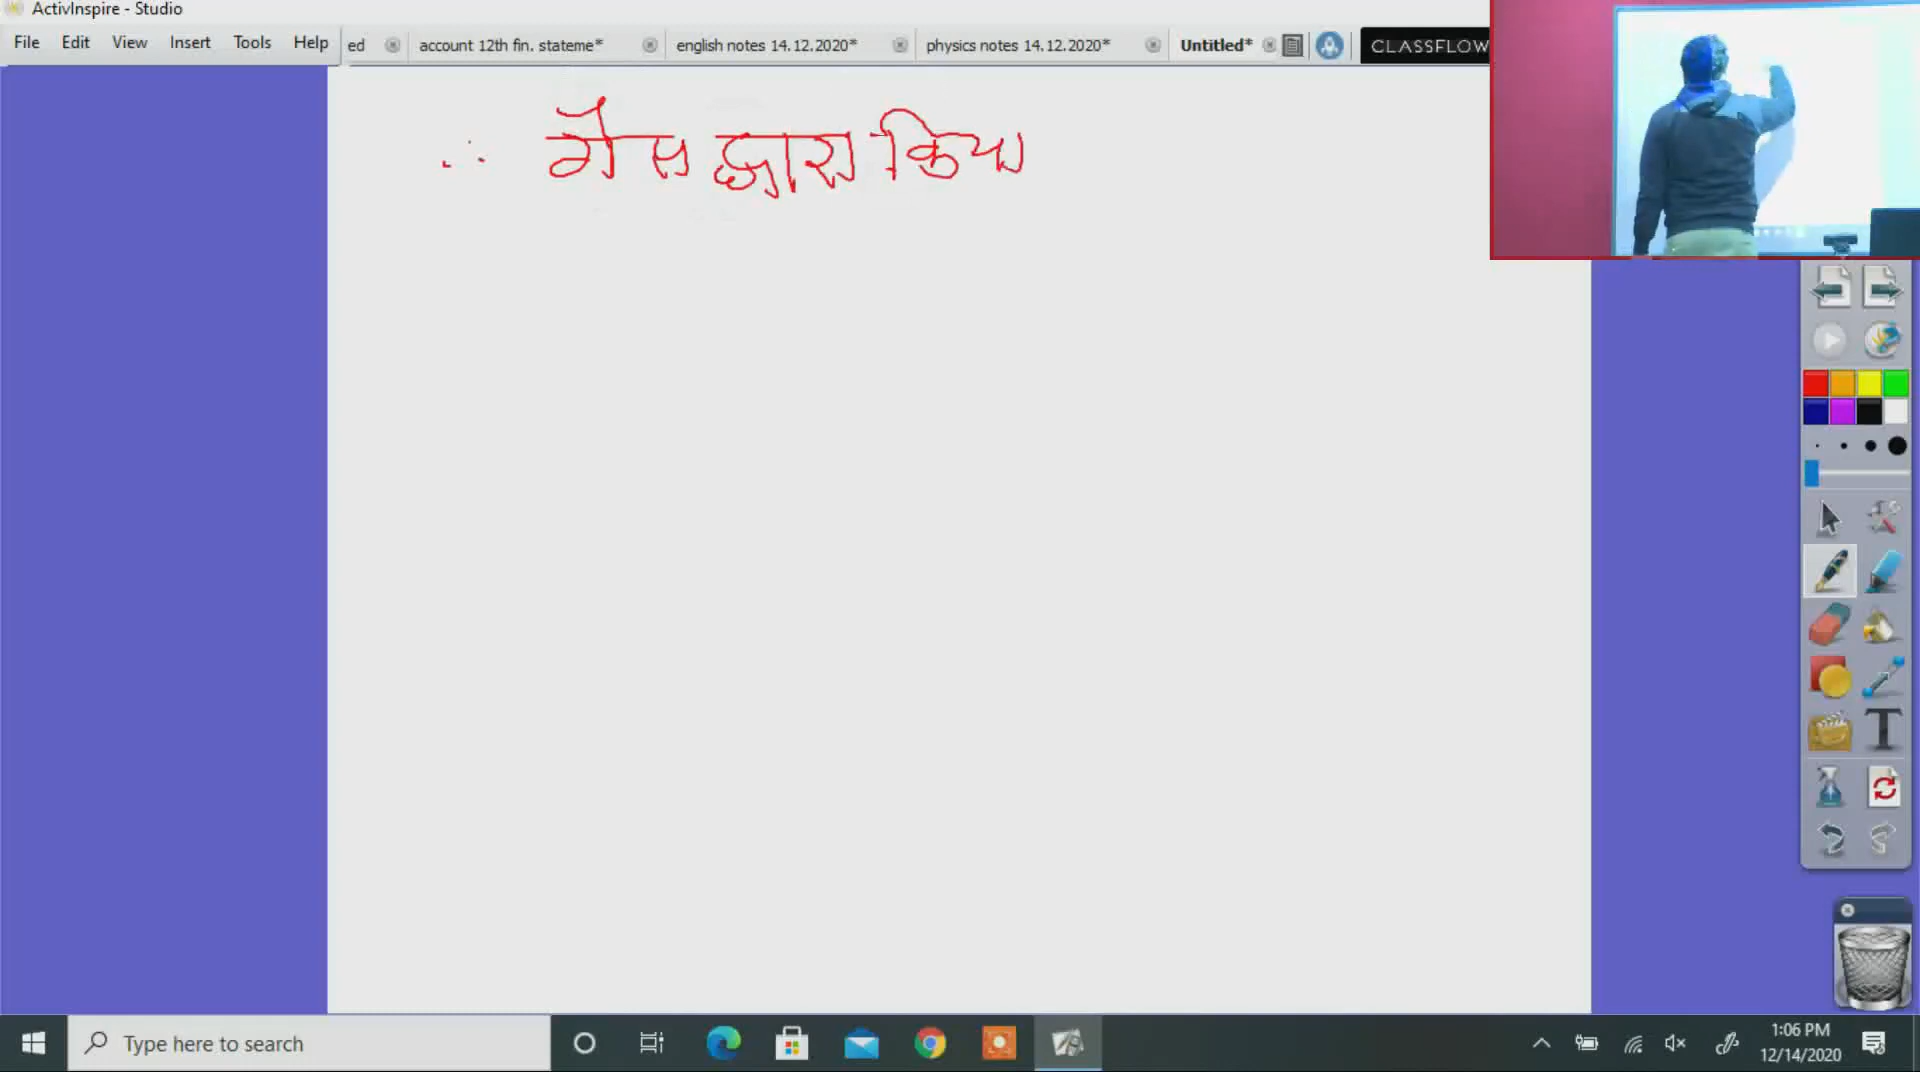 ActivInspire - Studio
File Edit View Insert Tools Help ed account 12th fin. stateme* english notes 14.12.2020* physics notes 14.12.2020* Untitled* CLASSFLOW
∴ गैस द्वारा किया
T
Type here to search
1:06 PM
12/14/2020